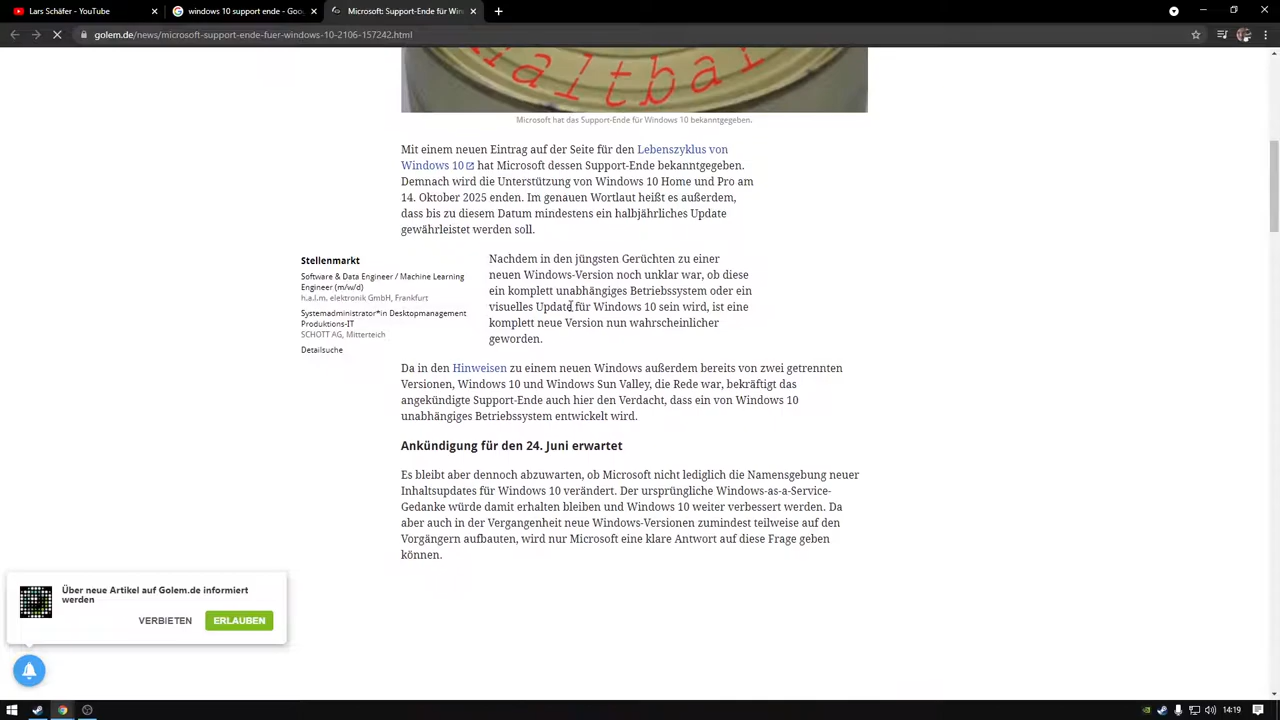 Lars Schäfer - YouTube
windows 10 support ende - Goo
Microsoft: Support-Ende für Win
golem.de/news/microsoft-support-ende-fuer-windows-10-2106-157242.html
haltbar
Microsoft hat das Support-Ende für Windows 10 bekanntgegeben.
Mit einem neuen Eintrag auf der Seite für den Lebenszyklus von
Windows 10 hat Microsoft dessen Support-Ende bekanntgegeben.
Demnach wird die Unterstützung von Windows 10 Home und Pro am
14. Oktober 2025 enden. Im genauen Wortlaut heißt es außerdem,
dass bis zu diesem Datum mindestens ein halbjährliches Update
gewährleistet werden soll.
Stellenmarkt
Software & Data Engineer / Machine Learning
Engineer (m/w/d)
h.a.l.m. elektronik GmbH, Frankfurt
Systemadministrator*in Desktopmanagement
Produktions-IT
SCHOTT AG, Mitterteich
Detailsuche
Nachdem in den jüngsten Gerüchten zu einer
neuen Windows-Version noch unklar war, ob diese
ein komplett unabhängiges Betriebssystem oder ein
visuelles Update für Windows 10 sein wird, ist eine
komplett neue Version nun wahrscheinlicher
geworden.
Da in den Hinweisen zu einem neuen Windows außerdem bereits von zwei getrennten
Versionen, Windows 10 und Windows Sun Valley, die Rede war, bekräftigt das
angekündigte Support-Ende auch hier den Verdacht, dass ein von Windows 10
unabhängiges Betriebssystem entwickelt wird.
Ankündigung für den 24. Juni erwartet
Es bleibt aber dennoch abzuwarten, ob Microsoft nicht lediglich die Namensgebung neuer
Inhaltsupdates für Windows 10 verändert. Der ursprüngliche Windows-as-a-Service-
Gedanke würde damit erhalten bleiben und Windows 10 weiter verbessert werden. Da
aber auch in der Vergangenheit neue Windows-Versionen zumindest teilweise auf den
Vorgängern aufbauten, wird nur Microsoft eine klare Antwort auf diese Frage geben
können.
Über neue Artikel auf Golem.de informiert
werden
VERBIETEN
ERLAUBEN
14:19